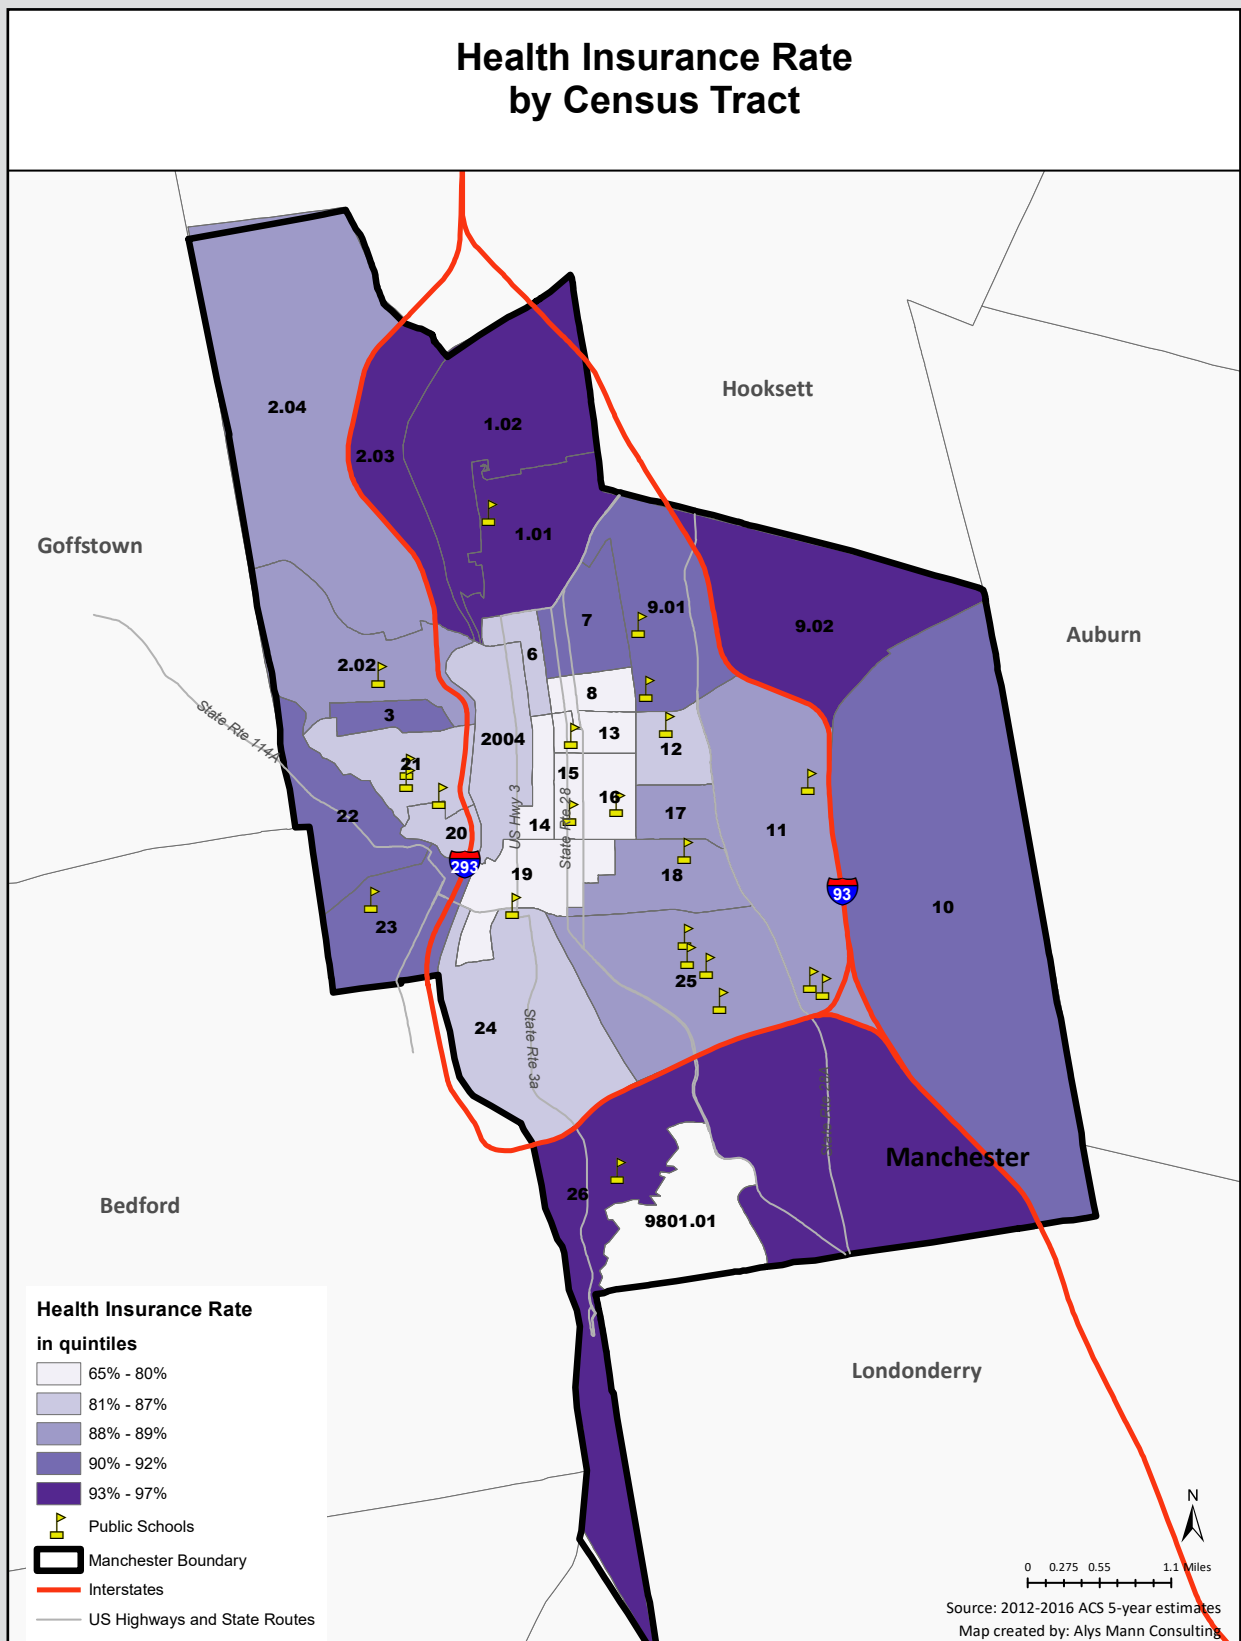 Health Insurance Rate
by Census Tract
Hooksett
2.04
1.02
2.03
1.01
Goffstown
9.01
7
9.02
Auburn
2.02
6
8
3
State Rte 114A
2004
13
12
21
15
16
22
US Hwy 3
State Rte 28
14
17
20
11
293
19
18
93
10
23
25
24
State Rte 3a
Manchester
26
Bedford
9801.01
Londonderry
Health Insurance Rate
in quintiles
65% - 80%
81% - 87%
88% - 89%
90% - 92%
93% - 97%
Public Schools
Manchester Boundary
Interstates
US Highways and State Routes
N
0 0.275 0.55 1.1 Miles
Source: 2012-2016 ACS 5-year estimates
Map created by: Alys Mann Consulting